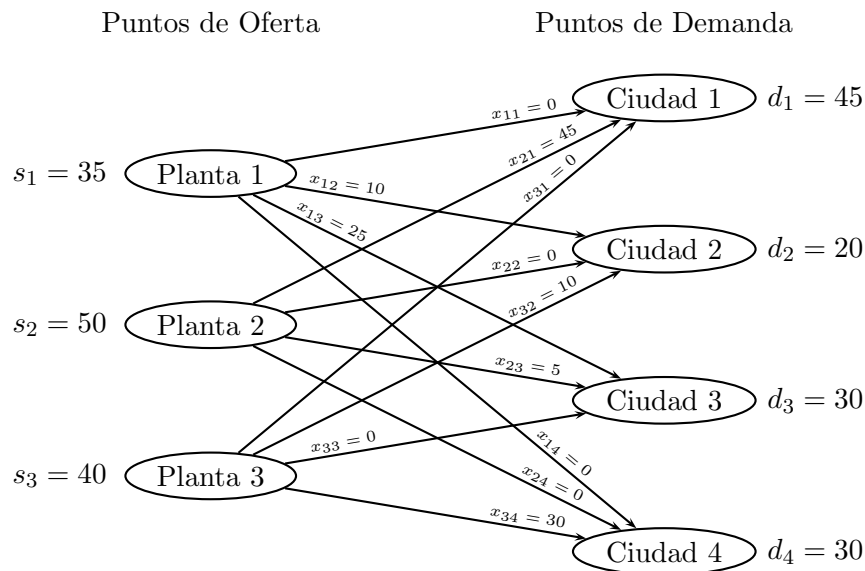 Puntos de Oferta
Puntos de Demanda
Ciudad 1
d₁ = 45
x₁₁ = 0
x₂₁ = 45
x₃₁ = 0
s₁ = 35
Planta 1
x₁₂ = 10
x₁₃ = 25
Ciudad 2
d₂ = 20
x₂₂ = 0
x₃₂ = 10
s₂ = 50
Planta 2
x₂₃ = 5
Ciudad 3
d₃ = 30
x₃₃ = 0
x₁₄ = 0
s₃ = 40
Planta 3
x₂₄ = 0
x₃₄ = 30
Ciudad 4
d₄ = 30